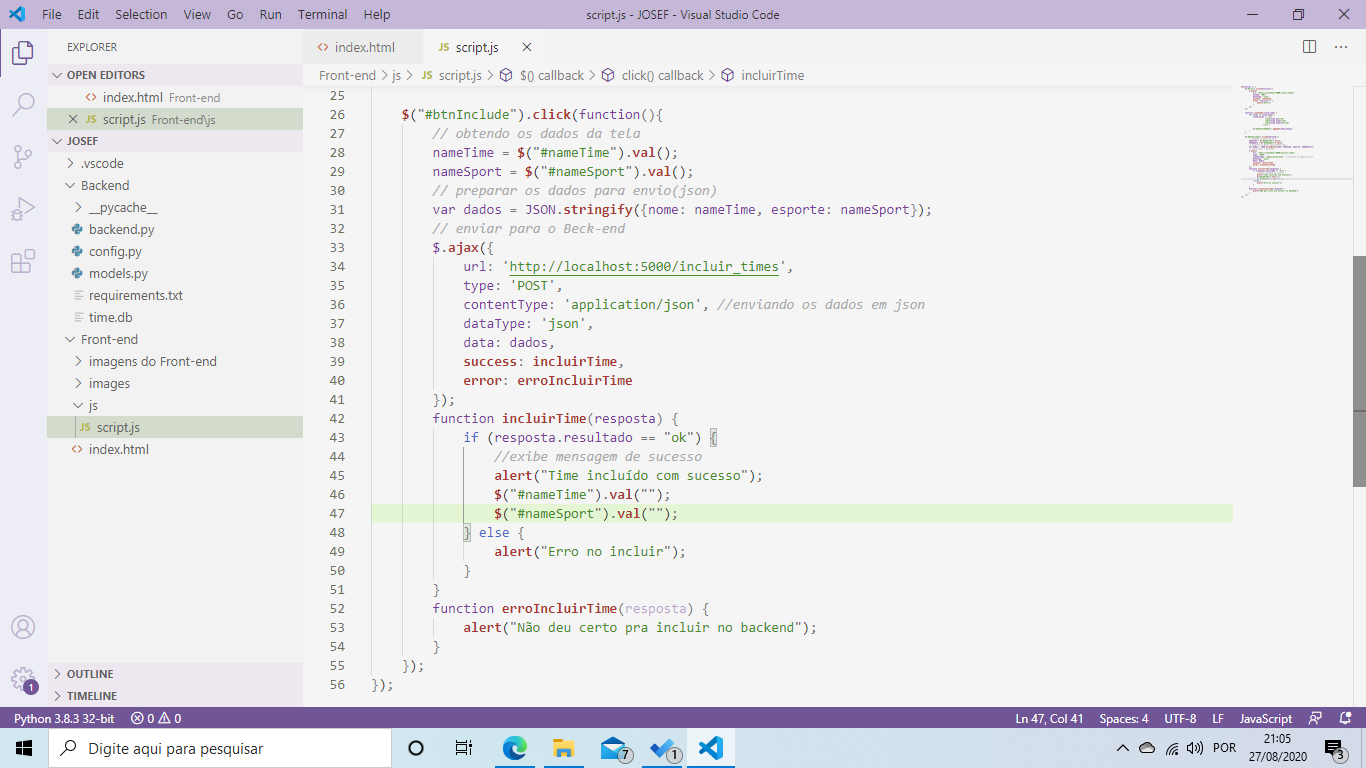 File Edit Selection View Go Run Terminal Help
script.js - JOSEF - Visual Studio Code
EXPLORER
OPEN EDITORS
index.html Front-end
JS script.js Front-end\js
JOSEF
.vscode
Backend
__pycache__
backend.py
config.py
models.py
requirements.txt
time.db
Front-end
imagens do Front-end
images
js
JS script.js
index.html
OUTLINE
TIMELINE
1
index.html
JS script.js
Front-end > js > JS script.js > $() callback > click() callback > incluirTime
25
26 $("#btnInclude").click(function(){
27 // obtendo os dados da tela
28 nameTime = $("#nameTime").val();
29 nameSport = $("#nameSport").val();
30 // preparar os dados para envio(json)
31 var dados = JSON.stringify({nome: nameTime, esporte: nameSport});
32 // enviar para o Beck-end
33 $.ajax({
34 url: 'http://localhost:5000/incluir_times',
35 type: 'POST',
36 contentType: 'application/json', //enviando os dados em json
37 dataType: 'json',
38 data: dados,
39 success: incluirTime,
40 error: erroIncluirTime
41 });
42 function incluirTime(resposta) {
43 if (resposta.resultado == "ok") {
44 //exibe mensagem de sucesso
45 alert("Time incluído com sucesso");
46 $("#nameTime").val("");
47 $("#nameSport").val("");
48 } else {
49 alert("Erro no incluir");
50 }
51 }
52 function erroIncluirTime(resposta) {
53 alert("Não deu certo pra incluir no backend");
54 }
55 });
56 });
Python 3.8.3 32-bit 0 0
Ln 47, Col 41 Spaces: 4 UTF-8 LF JavaScript
Digite aqui para pesquisar
7
1
POR
21:05
27/08/2020
3